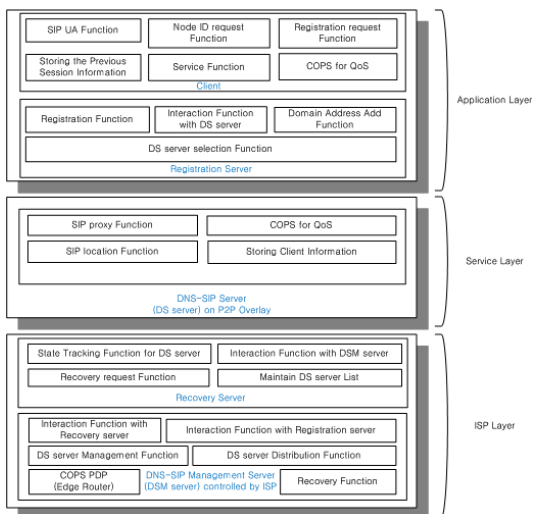 SIP UA Function
Node ID request
Function
Registration request
Function
Storing the Previous
Session Information
Service Function
COPS for QoS
Client
Application Layer
Registration Function
Interaction Function
with DS server
Domain Address Add
Function
DS server selection Function
Registration Server
SIP proxy Function
COPS for QoS
SIP location Function
Storing Client Information
Service Layer
DNS-SIP Server
(DS server) on P2P Overlay
State Tracking Function for DS server
Interaction Function with DSM server
Recovery request Function
Maintain DS server List
Recovery Server
ISP Layer
Interaction Function with
Recovery server
Interaction Function with Registration server
DS server Management Function
DS server Distribution Function
COPS PDP
(Edge Router)
DNS-SIP Management Server
(DSM server) controlled by ISP
Recovery Function